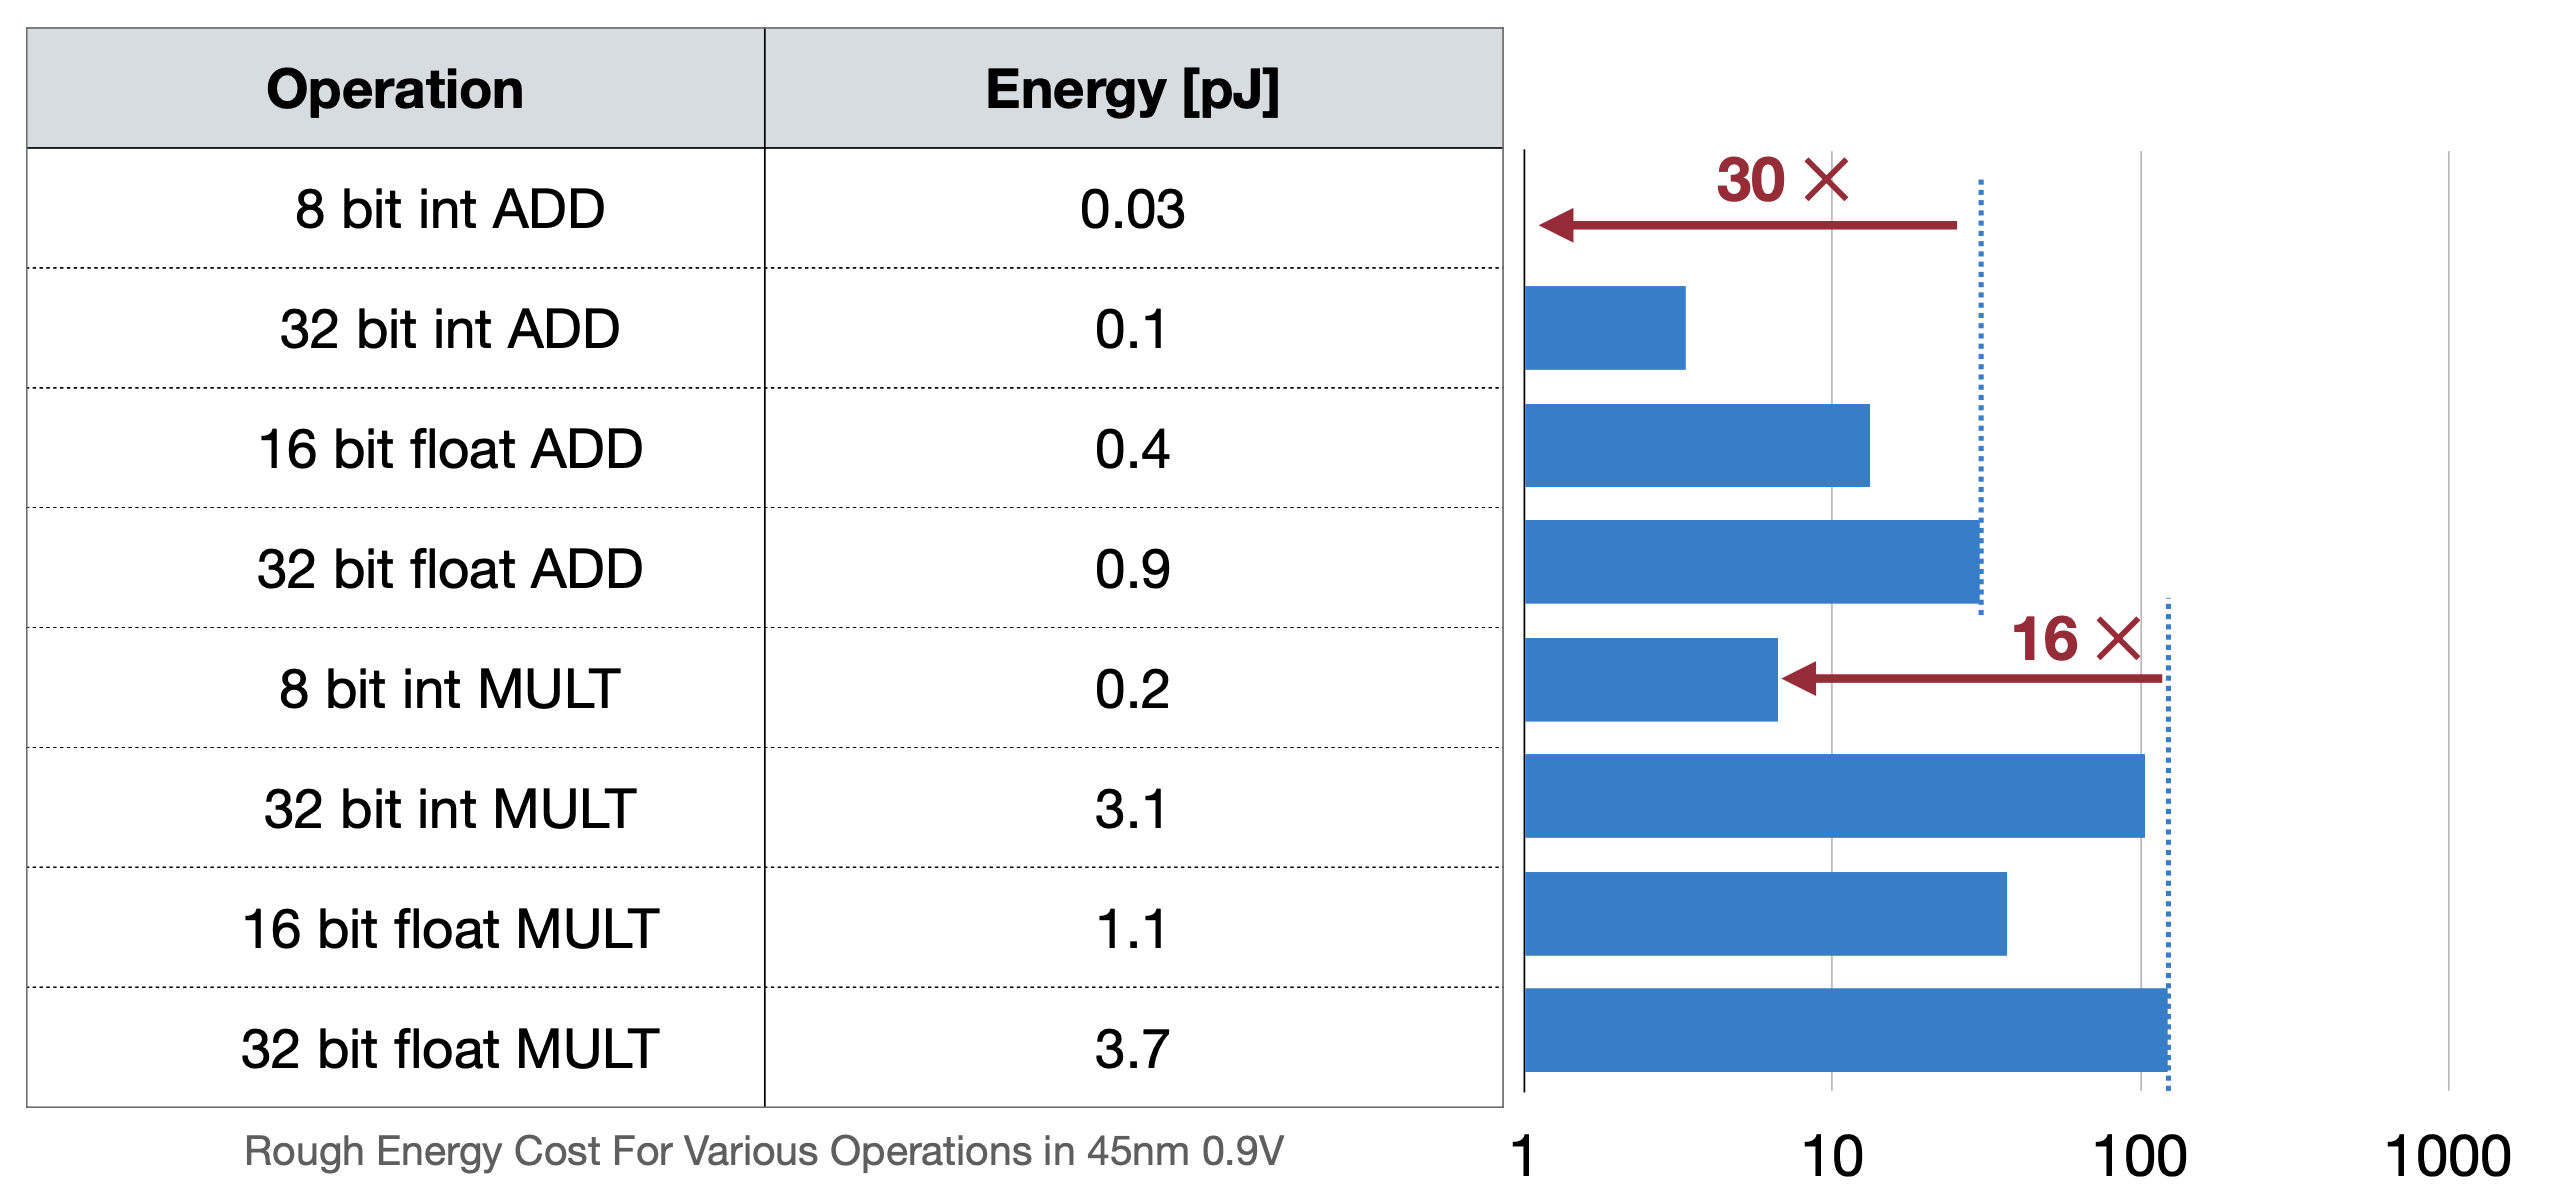 Operation Energy [pJ]
8 bit int ADD 0.03
30 ×
32 bit int ADD 0.1
16 bit float ADD 0.4
32 bit float ADD 0.9
8 bit int MULT 0.2
16 ×
32 bit int MULT 3.1
16 bit float MULT 1.1
32 bit float MULT 3.7
Rough Energy Cost For Various Operations in 45nm 0.9V
1 10 100 1000